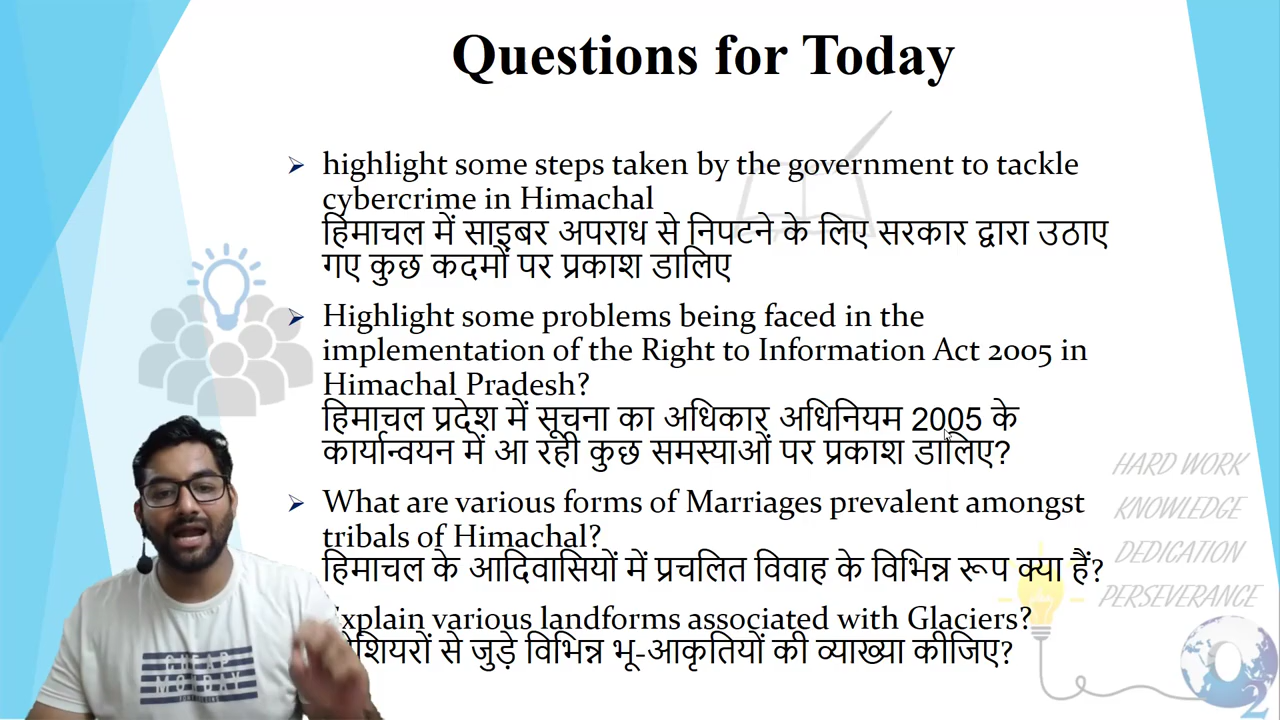 Questions for Today
highlight some steps taken by the government to tackle
cybercrime in Himachal
हिमाचल में साइबर अपराध से निपटने के लिए सरकार द्वारा उठाए
गए कुछ कदमों पर प्रकाश डालिए
Highlight some problems being faced in the
implementation of the Right to Information Act 2005 in
Himachal Pradesh?
हिमाचल प्रदेश में सूचना का अधिकार अधिनियम 2005 के
कार्यान्वयन में आ रही कुछ समस्याओं पर प्रकाश डालिए?
What are various forms of Marriages prevalent amongst
tribals of Himachal?
हिमाचल के आदिवासियों में प्रचलित विवाह के विभिन्न रूप क्या हैं?
Explain various landforms associated with Glaciers?
से जुड़े विभिन्न भू-आकृतियों की व्याख्या कीजिए?
HARD WORK
KNOWLEDGE
DEDICATION
PERSEVERANCE
CHEAP
MONDAY
O2